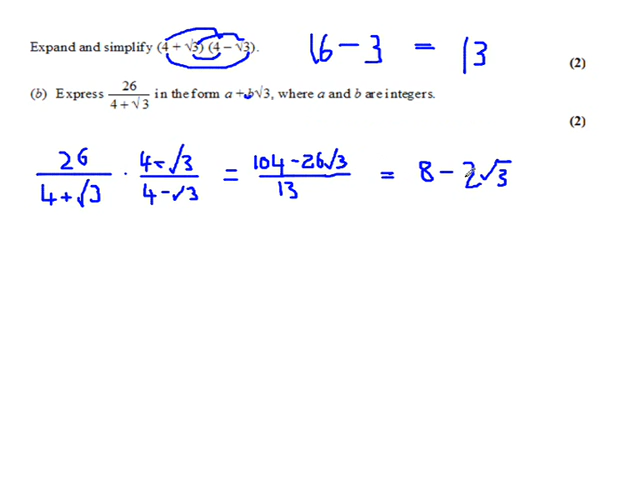 Expand and simplify (4 + √3) (4 – √3). 16 - 3 = 13
(2)
(b) Express 26/(4 + √3) in the form a + b√3, where a and b are integers.
(2)
26/(4+√3) · (4-√3)/(4-√3) = (104-26√3)/13 = 8 - 2√3